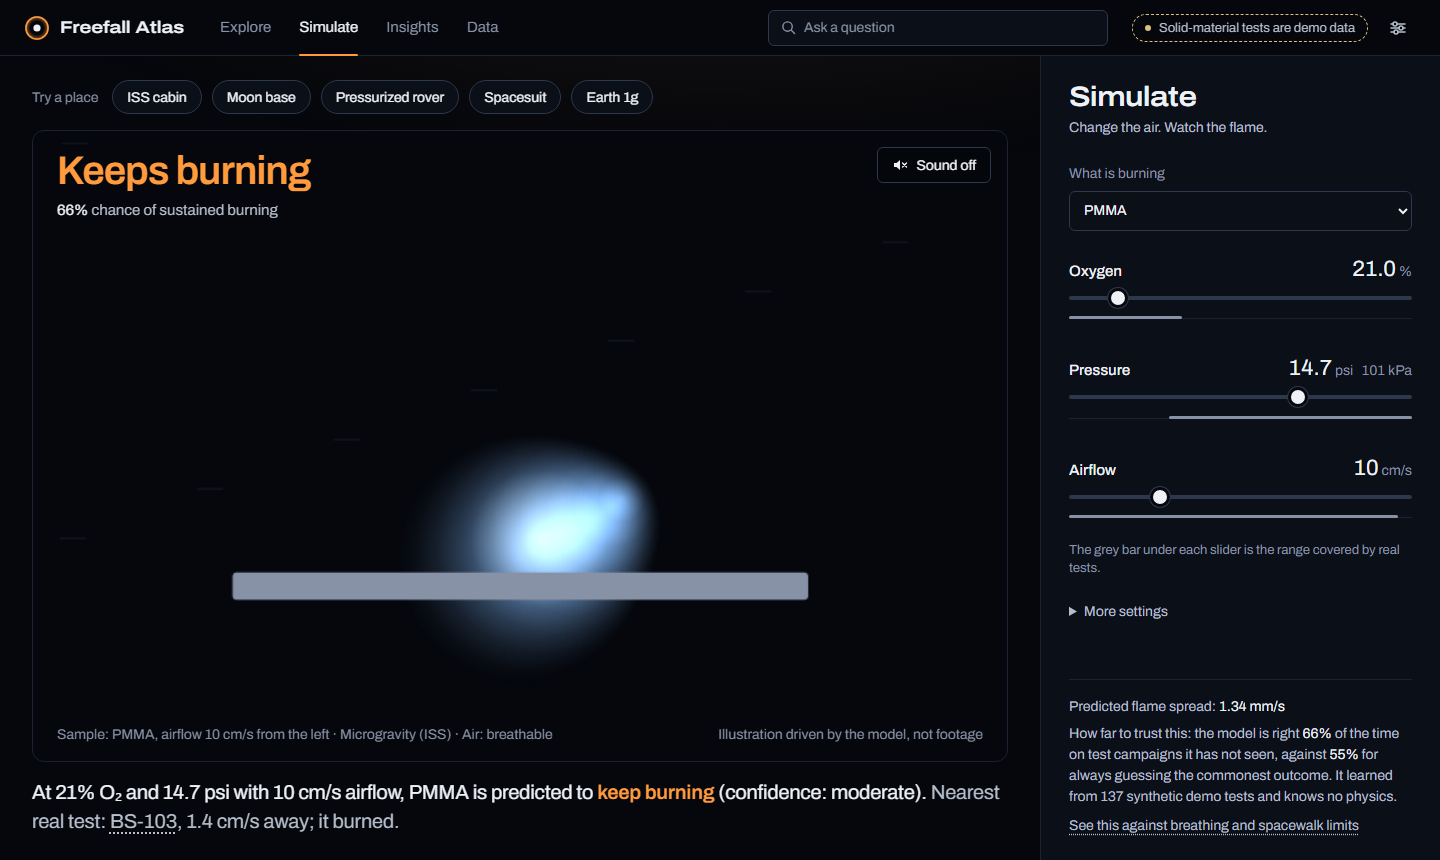 Freefall Atlas
Explore
Simulate
Insights
Data
Ask a question
Solid-material tests are demo data
Try a place
ISS cabin
Moon base
Pressurized rover
Spacesuit
Earth 1g
Keeps burning
66% chance of sustained burning
Sound off
Sample: PMMA, airflow 10 cm/s from the left · Microgravity (ISS) · Air: breathable
Illustration driven by the model, not footage
At 21% O₂ and 14.7 psi with 10 cm/s airflow, PMMA is predicted to keep burning (confidence: moderate). Nearest
real test: BS-103, 1.4 cm/s away; it burned.
Simulate
Change the air. Watch the flame.
What is burning
PMMA
Oxygen
21.0 %
Pressure
14.7 psi 101 kPa
Airflow
10 cm/s
The grey bar under each slider is the range covered by real
tests.
More settings
Predicted flame spread: 1.34 mm/s
How far to trust this: the model is right 66% of the time
on test campaigns it has not seen, against 55% for
always guessing the commonest outcome. It learned
from 137 synthetic demo tests and knows no physics.
See this against breathing and spacewalk limits